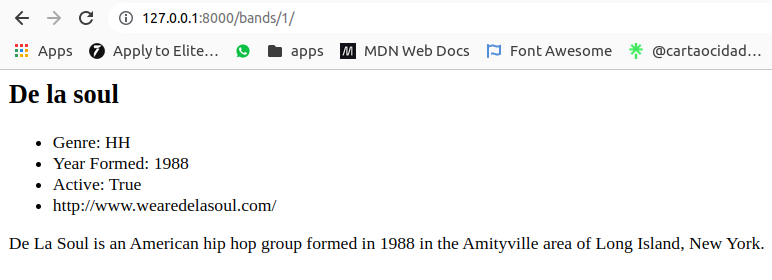 127.0.0.1:8000/bands/1/
Apps Apply to Elite… apps MDN Web Docs Font Awesome @cartaocidad…
De la soul
Genre: HH
Year Formed: 1988
Active: True
http://www.wearedelasoul.com/
De La Soul is an American hip hop group formed in 1988 in the Amityville area of Long Island, New York.